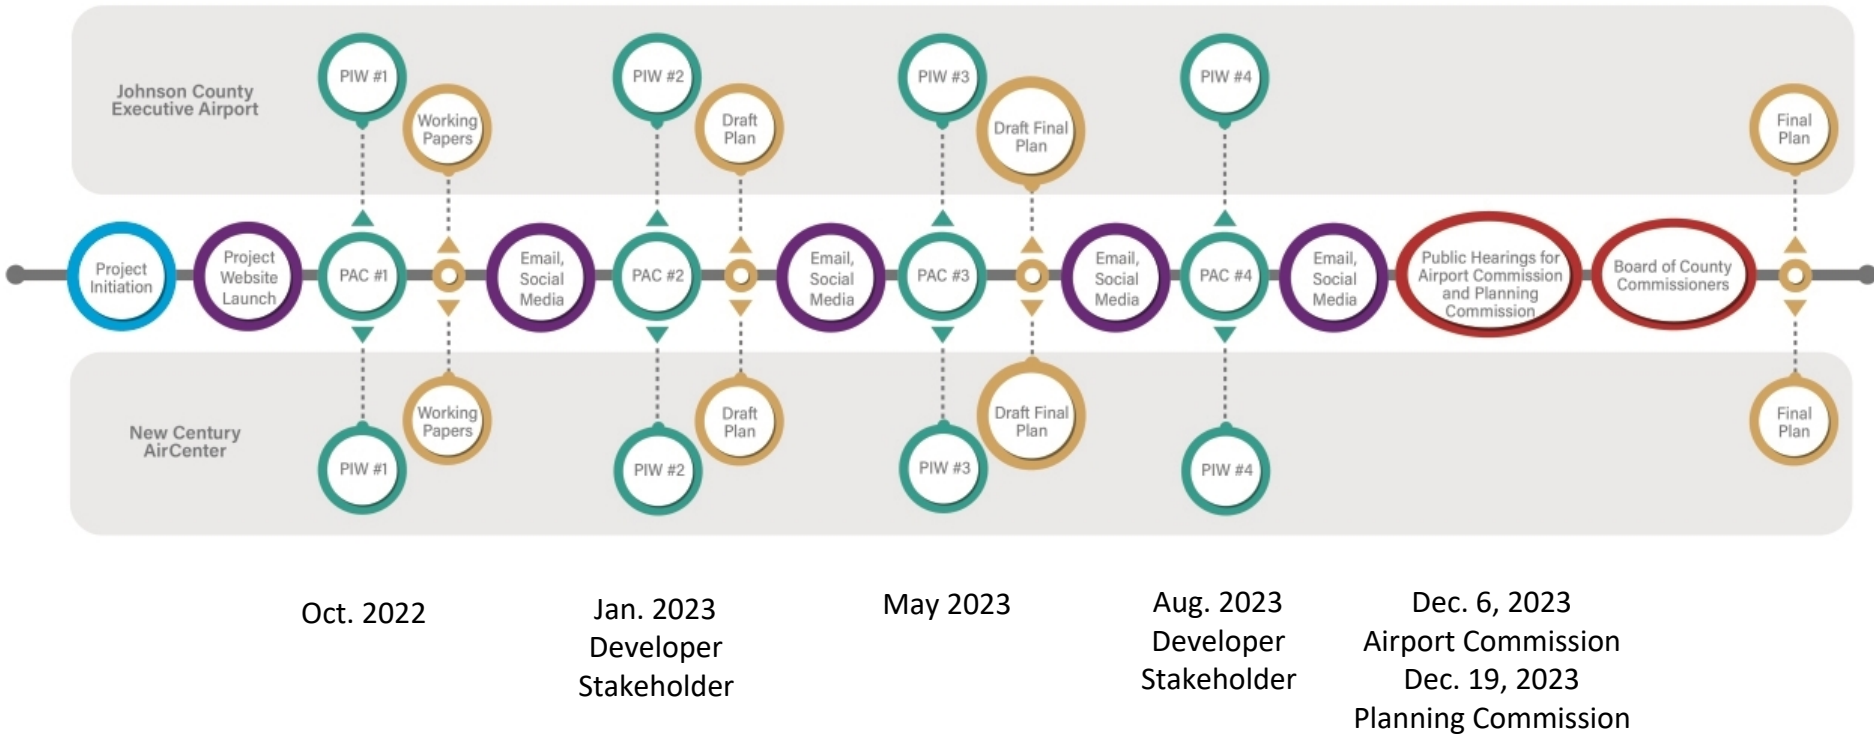 Johnson County
Executive Airport
PIW #1
Working
Papers
PIW #2
Draft
Plan
PIW #3
Draft Final
Plan
PIW #4
Final
Plan
Project
Initiation
Project
Website
Launch
PAC #1
Email,
Social
Media
PAC #2
Email,
Social
Media
PAC #3
Email,
Social
Media
PAC #4
Email,
Social
Media
Public Hearings for
Airport Commission
and Planning
Commission
Board of County
Commissioners
New Century
AirCenter
PIW #1
Working
Papers
PIW #2
Draft
Plan
PIW #3
Draft Final
Plan
PIW #4
Final
Plan
Oct. 2022
Jan. 2023
Developer
Stakeholder
May 2023
Aug. 2023
Developer
Stakeholder
Dec. 6, 2023
Airport Commission
Dec. 19, 2023
Planning Commission